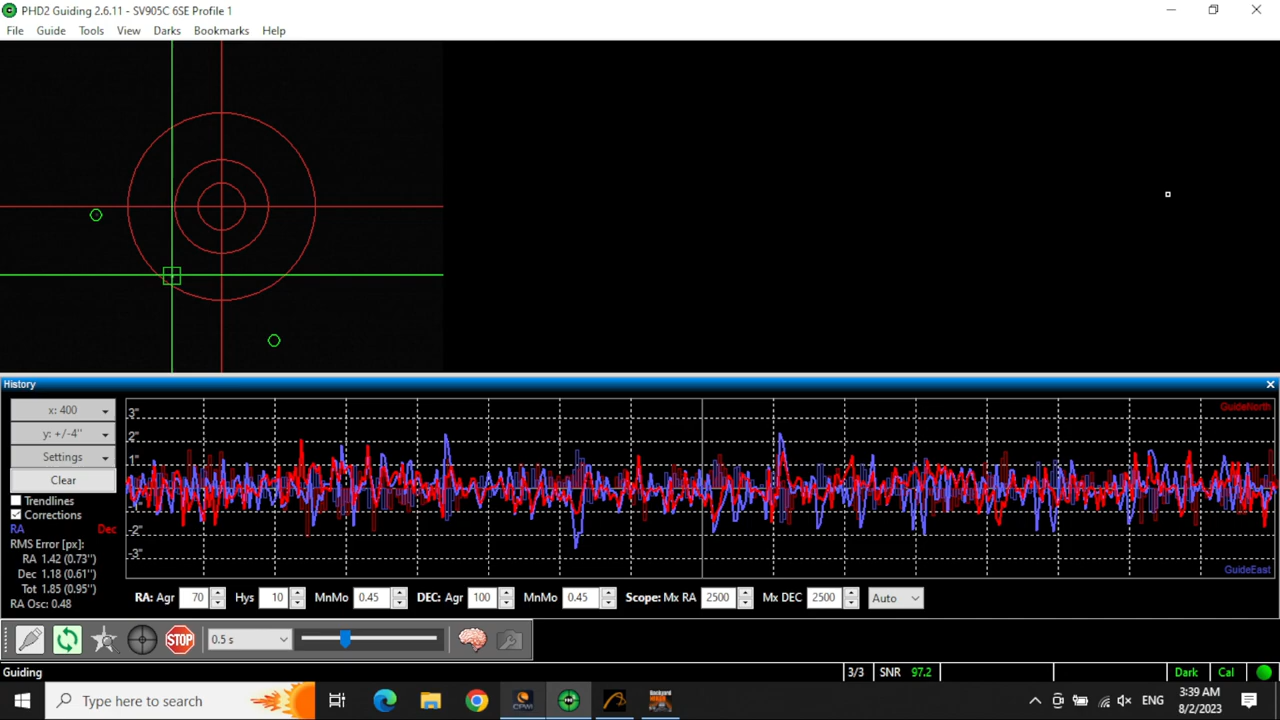 PHD2 Guiding 2.6.11 - SV905C 6SE Profile 1
File Guide Tools View Darks Bookmarks Help
History
x: 400
y: +/-4''
Settings
Clear
Trendlines
Corrections
RA Dec
RMS Error [px]:
RA 1.42 (0.73'')
Dec 1.18 (0.61'')
Tot 1.85 (0.95'')
RA Osc: 0.48
GuideNorth
3"
2"
1"
-2"
-3"
GuideEast
RA: Agr 70 Hys 10 MnMo 0.45 DEC: Agr 100 MnMo 0.45 Scope: Mx RA 2500 Mx DEC 2500 Auto
STOP 0.5 s
Guiding 3/3 SNR 97.2 Dark Cal
Type here to search
CPWI
Backyard
ENG
3:39 AM
8/2/2023